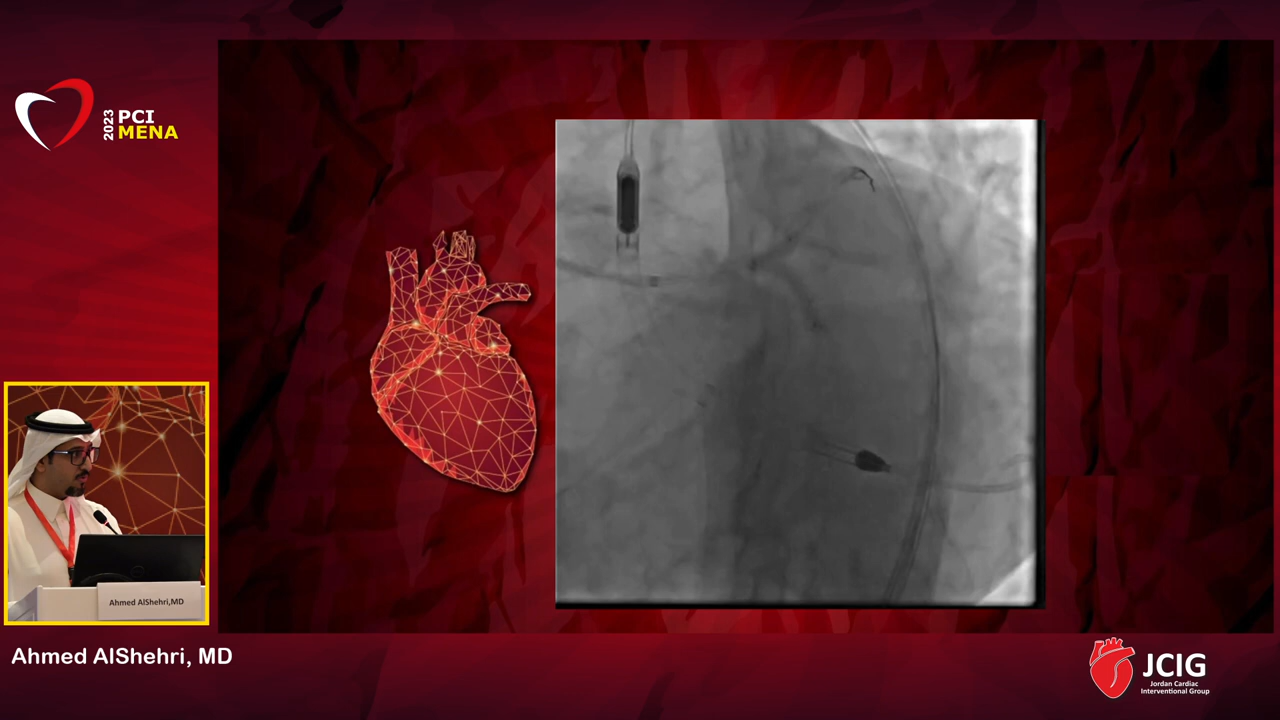 2023 PCI
MENA
Ahmed AlShehri,MD
Ahmed AlShehri, MD
JCIG
Jordan Cardiac
Interventional Group